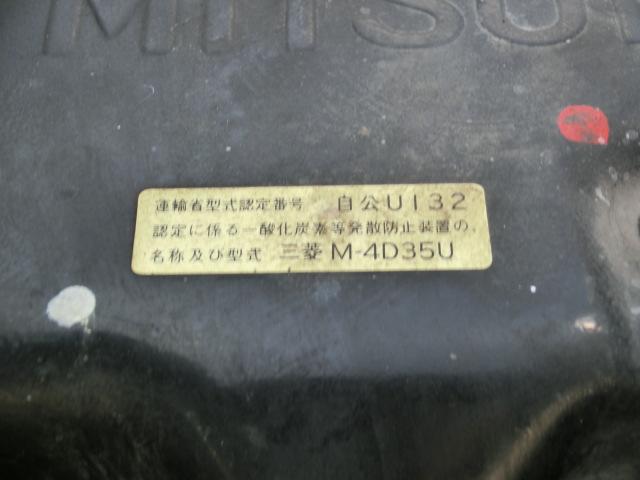 MITSU
運輸省型式認定番号 自公U132
認定に係る一酸化炭素等発散防止装置の
名称及び型式 三菱 M-4D35U